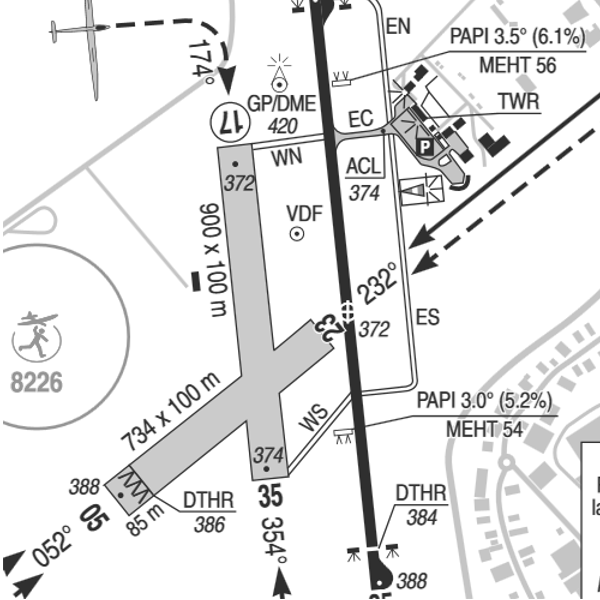 EN
PAPI 3.5° (6.1%)
MEHT 56
174°
GP/DME
420
TWR
17
EC
P
WN
372
ACL
374
VDF
900 x 100 m
232°
23
372
ES
8226
734 x 100 m
PAPI 3.0° (5.2%)
MEHT 54
WS
374
388
DTHR
386
35
DTHR
384
05
85 m
052°
354°
388
la